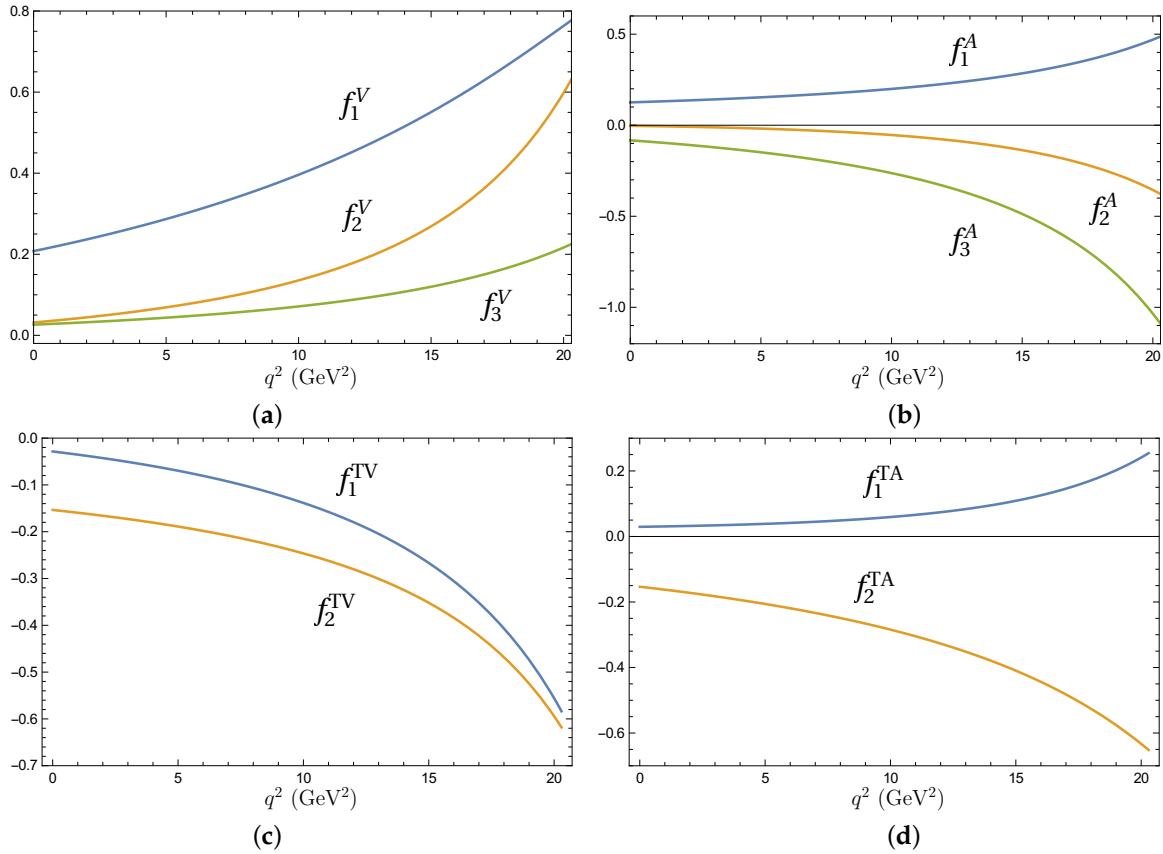 0.8
0.6
0.4
0.2
0.0
f_1^V
f_2^V
f_3^V
0 5 10 15 20
q^2 (GeV^2)
(a)
0.5
0.0
−0.5
−1.0
f_1^A
f_2^A
f_3^A
0 5 10 15 20
q^2 (GeV^2)
(b)
0.0
−0.1
−0.2
−0.3
−0.4
−0.5
−0.6
−0.7
f_1^TV
f_2^TV
0 5 10 15 20
q^2 (GeV^2)
(c)
0.2
0.0
−0.2
−0.4
−0.6
f_1^TA
f_2^TA
0 5 10 15 20
q^2 (GeV^2)
(d)